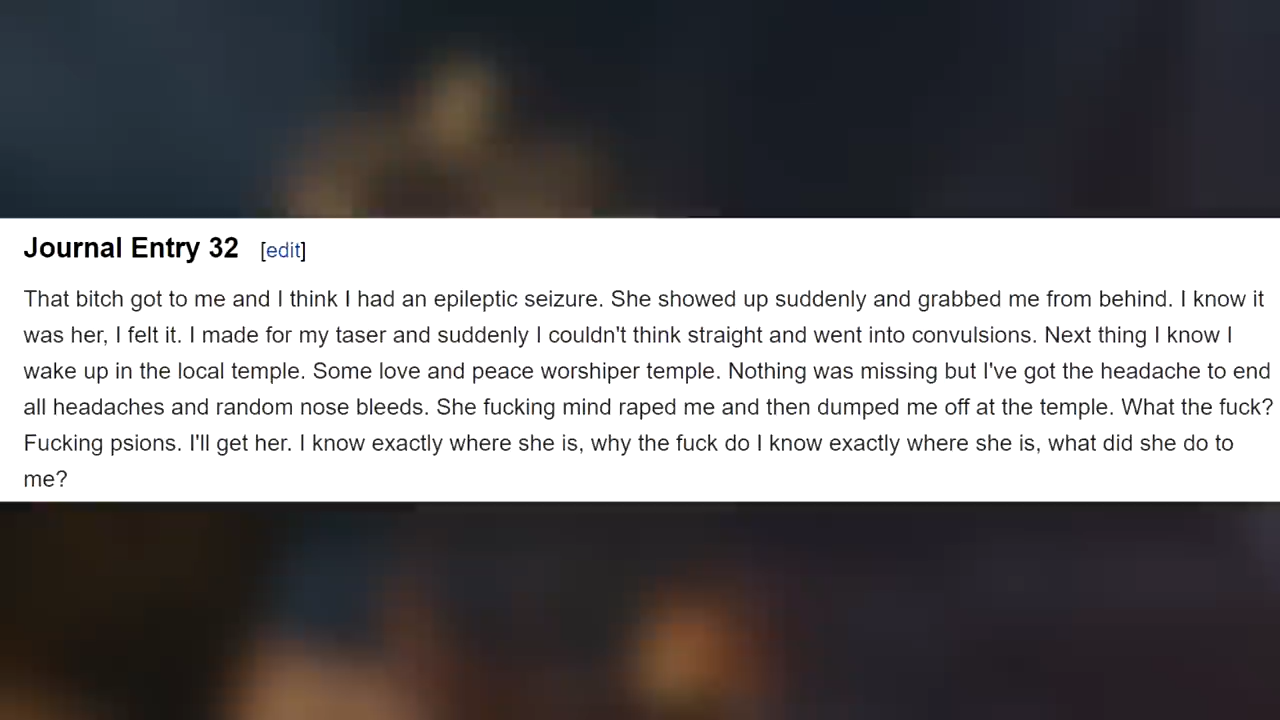 Journal Entry 32 [edit]
That bitch got to me and I think I had an epileptic seizure. She showed up suddenly and grabbed me from behind. I know it
was her, I felt it. I made for my taser and suddenly I couldn't think straight and went into convulsions. Next thing I know I
wake up in the local temple. Some love and peace worshiper temple. Nothing was missing but I've got the headache to end
all headaches and random nose bleeds. She fucking mind raped me and then dumped me off at the temple. What the fuck?
Fucking psions. I'll get her. I know exactly where she is, why the fuck do I know exactly where she is, what did she do to
me?